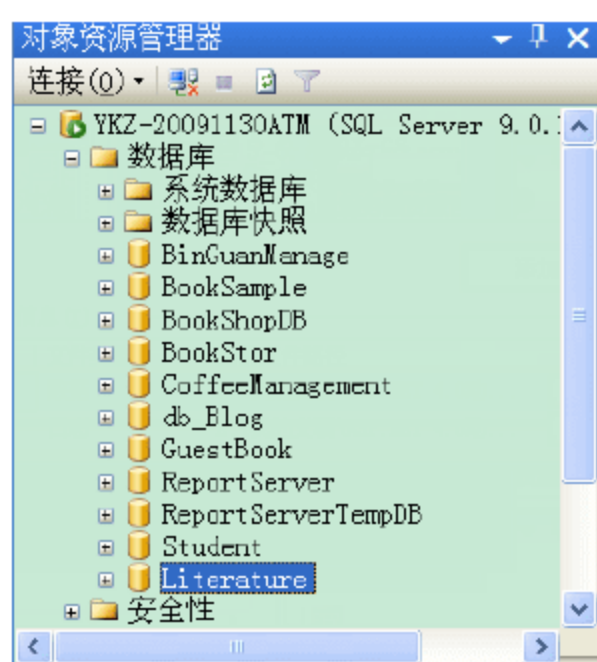 对象资源管理器
连接(O)
YKZ-20091130ATM (SQL Server 9.0.
数据库
系统数据库
数据库快照
BinGuanManage
BookSample
BookShopDB
BookStor
CoffeeManagement
db_Blog
GuestBook
ReportServer
ReportServerTempDB
Student
Literature
安全性